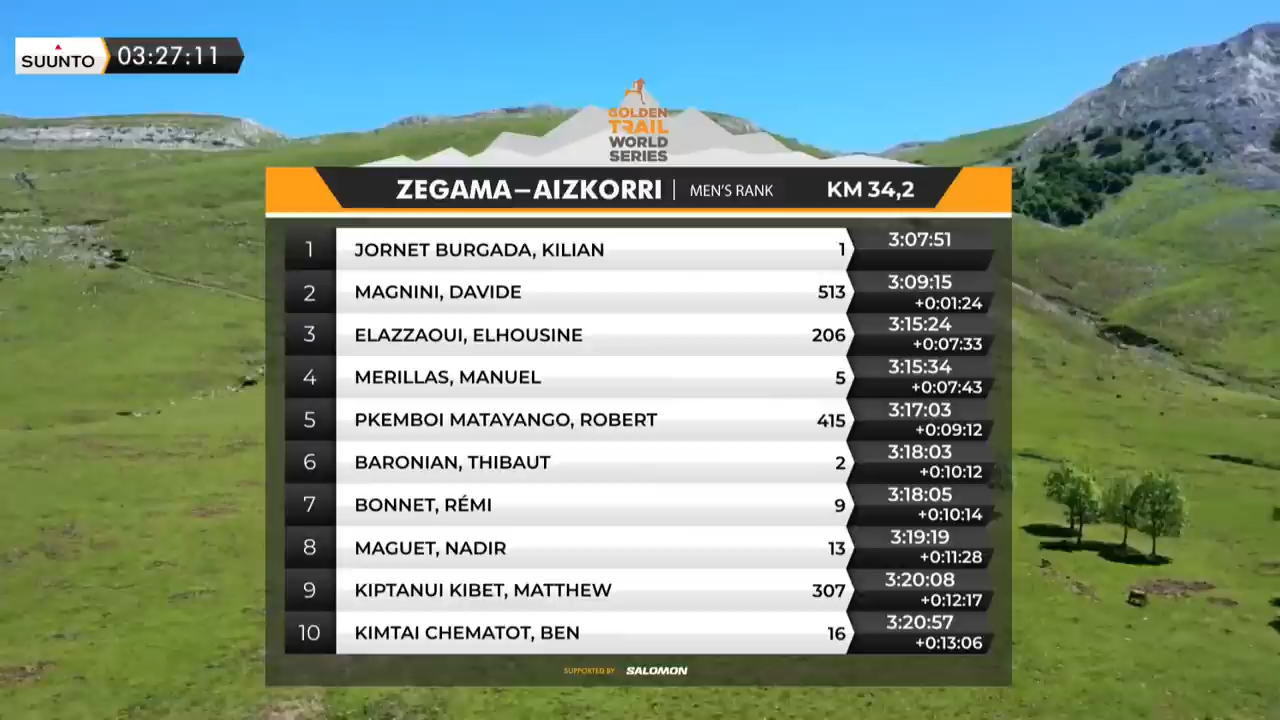 SUUNTO 03:27:11
GOLDEN
TRAIL
WORLD
SERIES
ZEGAMA–AIZKORRI | MEN'S RANK KM 34,2
1 JORNET BURGADA, KILIAN 1 3:07:51
2 MAGNINI, DAVIDE 513 3:09:15
+0:01:24
3 ELAZZAOUI, ELHOUSINE 206 3:15:24
+0:07:33
4 MERILLAS, MANUEL 5 3:15:34
+0:07:43
5 PKEMBOI MATAYANGO, ROBERT 415 3:17:03
+0:09:12
6 BARONIAN, THIBAUT 2 3:18:03
+0:10:12
7 BONNET, RÉMI 9 3:18:05
+0:10:14
8 MAGUET, NADIR 13 3:19:19
+0:11:28
9 KIPTANUI KIBET, MATTHEW 307 3:20:08
+0:12:17
10 KIMTAI CHEMATOT, BEN 16 3:20:57
+0:13:06
SUPPORTED BY SALOMON